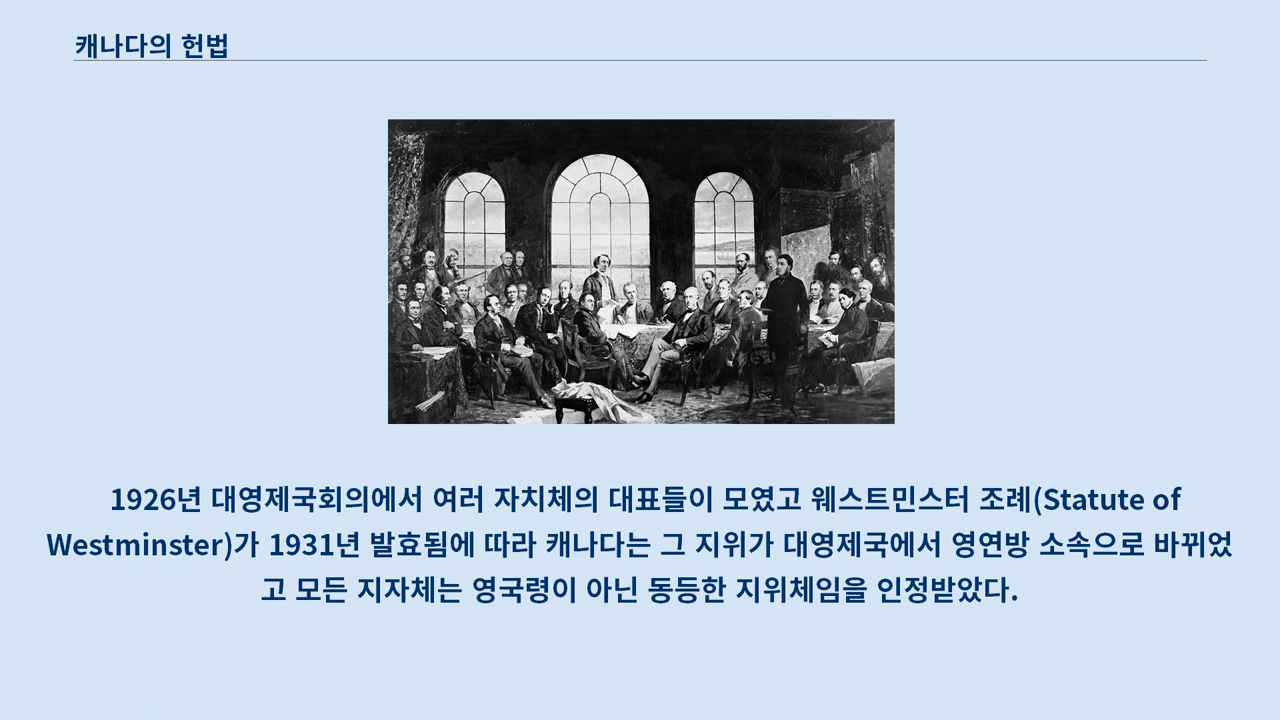 캐나다의 헌법
1926년 대영제국회의에서 여러 자치체의 대표들이 모였고 웨스트민스터 조례(Statute of
Westminster)가 1931년 발효됨에 따라 캐나다는 그 지위가 대영제국에서 영연방 소속으로 바뀌었
고 모든 지자체는 영국령이 아닌 동등한 지위체임을 인정받았다.